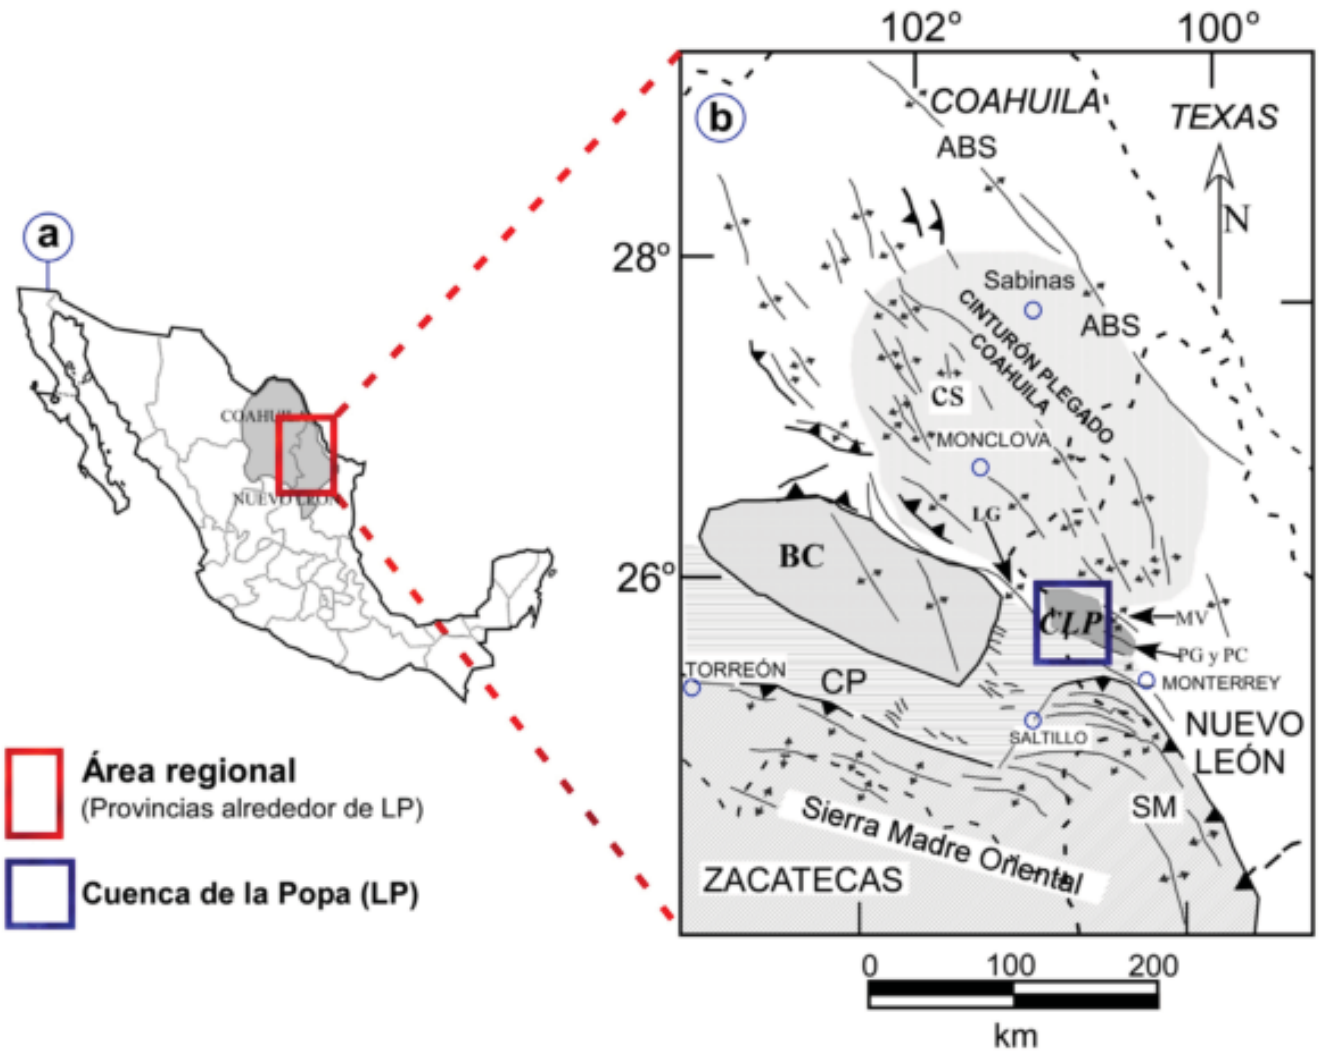 a
COAHUILA
NUEVO LEÓN
Área regional
(Provincias alrededor de LP)
Cuenca de la Popa (LP)
102°
100°
b
COAHUILA
TEXAS
ABS
N
28°
Sabinas
CINTURÓN PLEGADO
COAHUILA
ABS
CS
MONCLOVA
LG
BC
26°
CLP
MV
PG y PC
TORREÓN
CP
MONTERREY
SALTILLO
NUEVO
LEÓN
SM
Sierra Madre Oriental
ZACATECAS
0
100
200
km